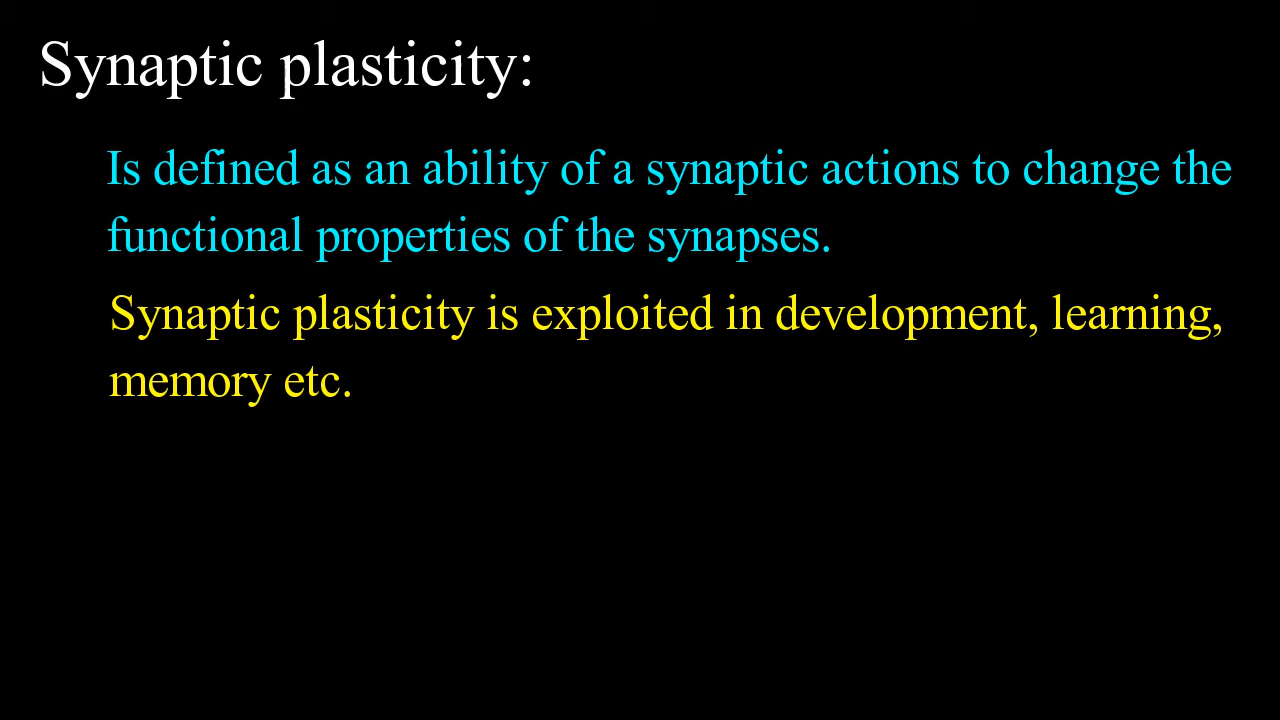 Synaptic plasticity:
Is defined as an ability of a synaptic actions to change the
functional properties of the synapses.
Synaptic plasticity is exploited in development, learning,
memory etc.